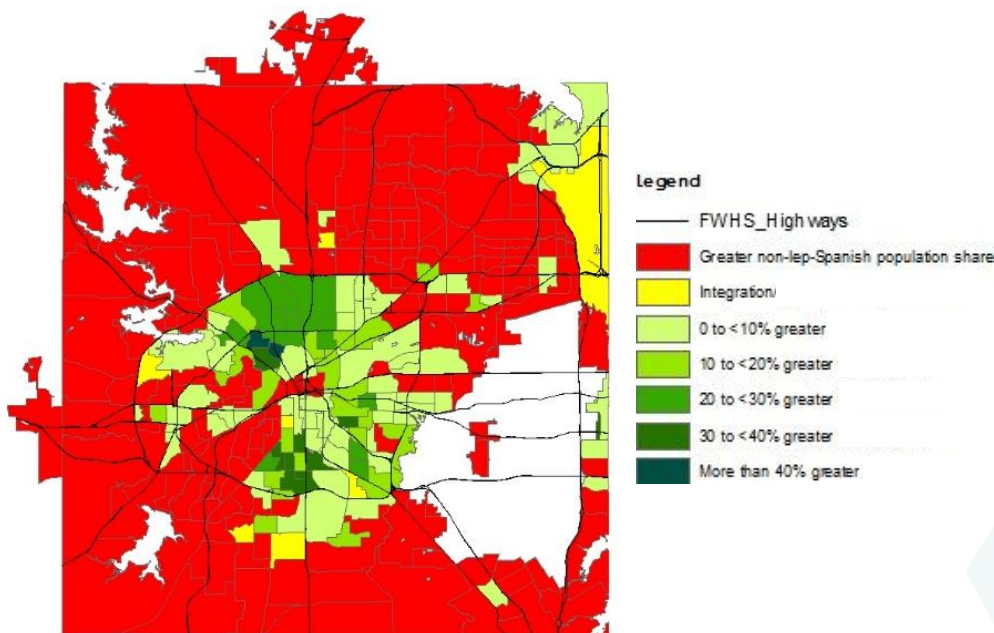 Legend
FWHS_Highways
Greater non-lep-Spanish population share
Integration/
0 to <10% greater
10 to <20% greater
20 to <30% greater
30 to <40% greater
More than 40% greater